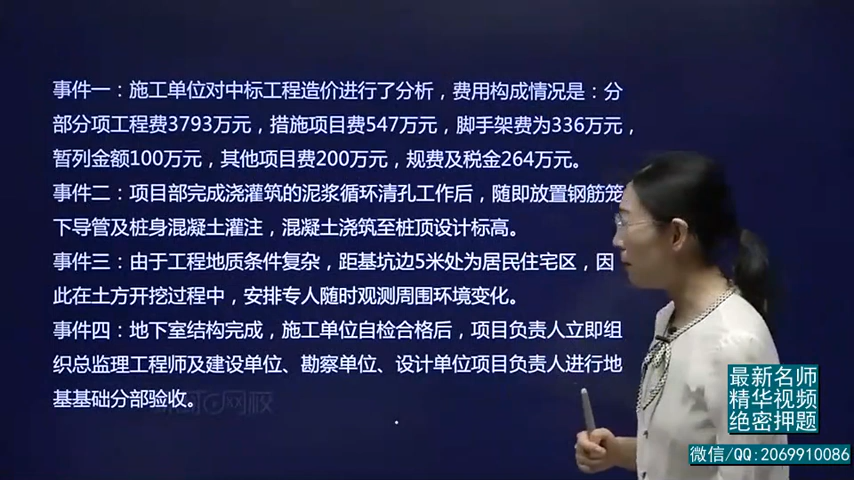 事件一：施工单位对中标工程造价进行了分析，费用构成情况是：分
部分项工程费3793万元，措施项目费547万元，脚手架费为336万元，
暂列金额100万元，其他项目费200万元，规费及税金264万元。
事件二：项目部完成浇灌筑的泥浆循环清孔工作后，随即放置钢筋笼、
下导管及桩身混凝土灌注，混凝土浇筑至桩顶设计标高。
事件三：由于工程地质条件复杂，距基坑边5米处为居民住宅区，因
此在土方开挖过程中，安排专人随时观测周围环境变化。
事件四：地下室结构完成，施工单位自检合格后，项目负责人立即组
织总监理工程师及建设单位、勘察单位、设计单位项目负责人进行地
基基础分部验收。
网校
最新名师
精华视频
绝密押题
微信/QQ:2069910086